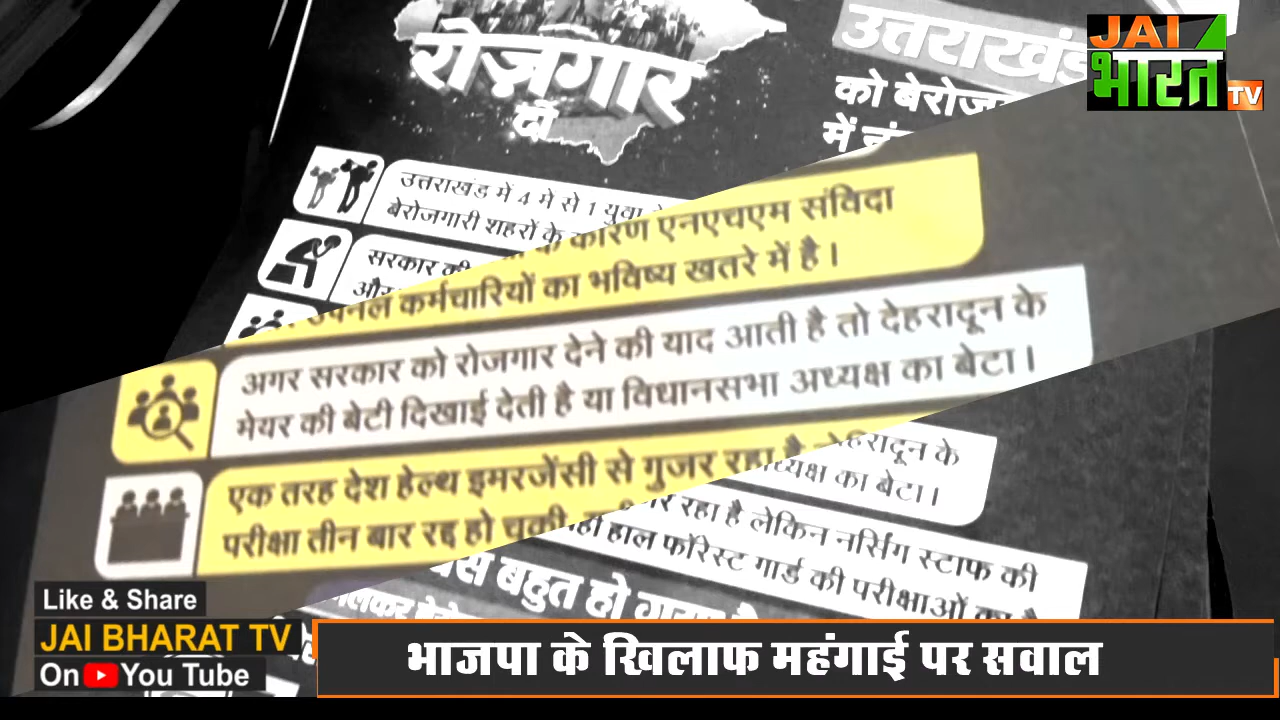 रोज़गार
दो
उत्तराखंड
को
में
JAI
भारत
TV
उत्तराखंड में 4 मे से 1 युवा
बेरोजगारी शहरों के
सरकार की
और
कारण एनएचएम संविदा
कर्मचारियों का भविष्य खतरे में है।
अगर सरकार को रोजगार देने की याद आती है तो देहरादून के
मेयर की बेटी दिखाई देती है या विधानसभा अध्यक्ष का बेटा।
एक तरह देश हेल्थ इमरजेंसी से गुजर रहा है
परीक्षा तीन बार रद्द हो चुकी
के
का बेटा।
रहा है लेकिन नर्सिंग स्टाफ की
हाल फॉरेस्ट गार्ड की परीक्षाओं का है
बहुत हो गया
Like & Share
JAI BHARAT TV
On You Tube
भाजपा के खिलाफ महंगाई पर सवाल